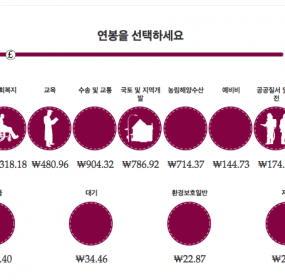 연봉을 선택하세요
£
회복지 교육 수송 및 교통 국토 및 지역개발 농림해양수산 예비비 공공질서 및
전
318.18 ₩480.96 ₩904.32 ₩786.92 ₩714.37 ₩144.73 ₩174.
대기 환경보호일반
.40 ₩34.46 ₩22.87 ₩2